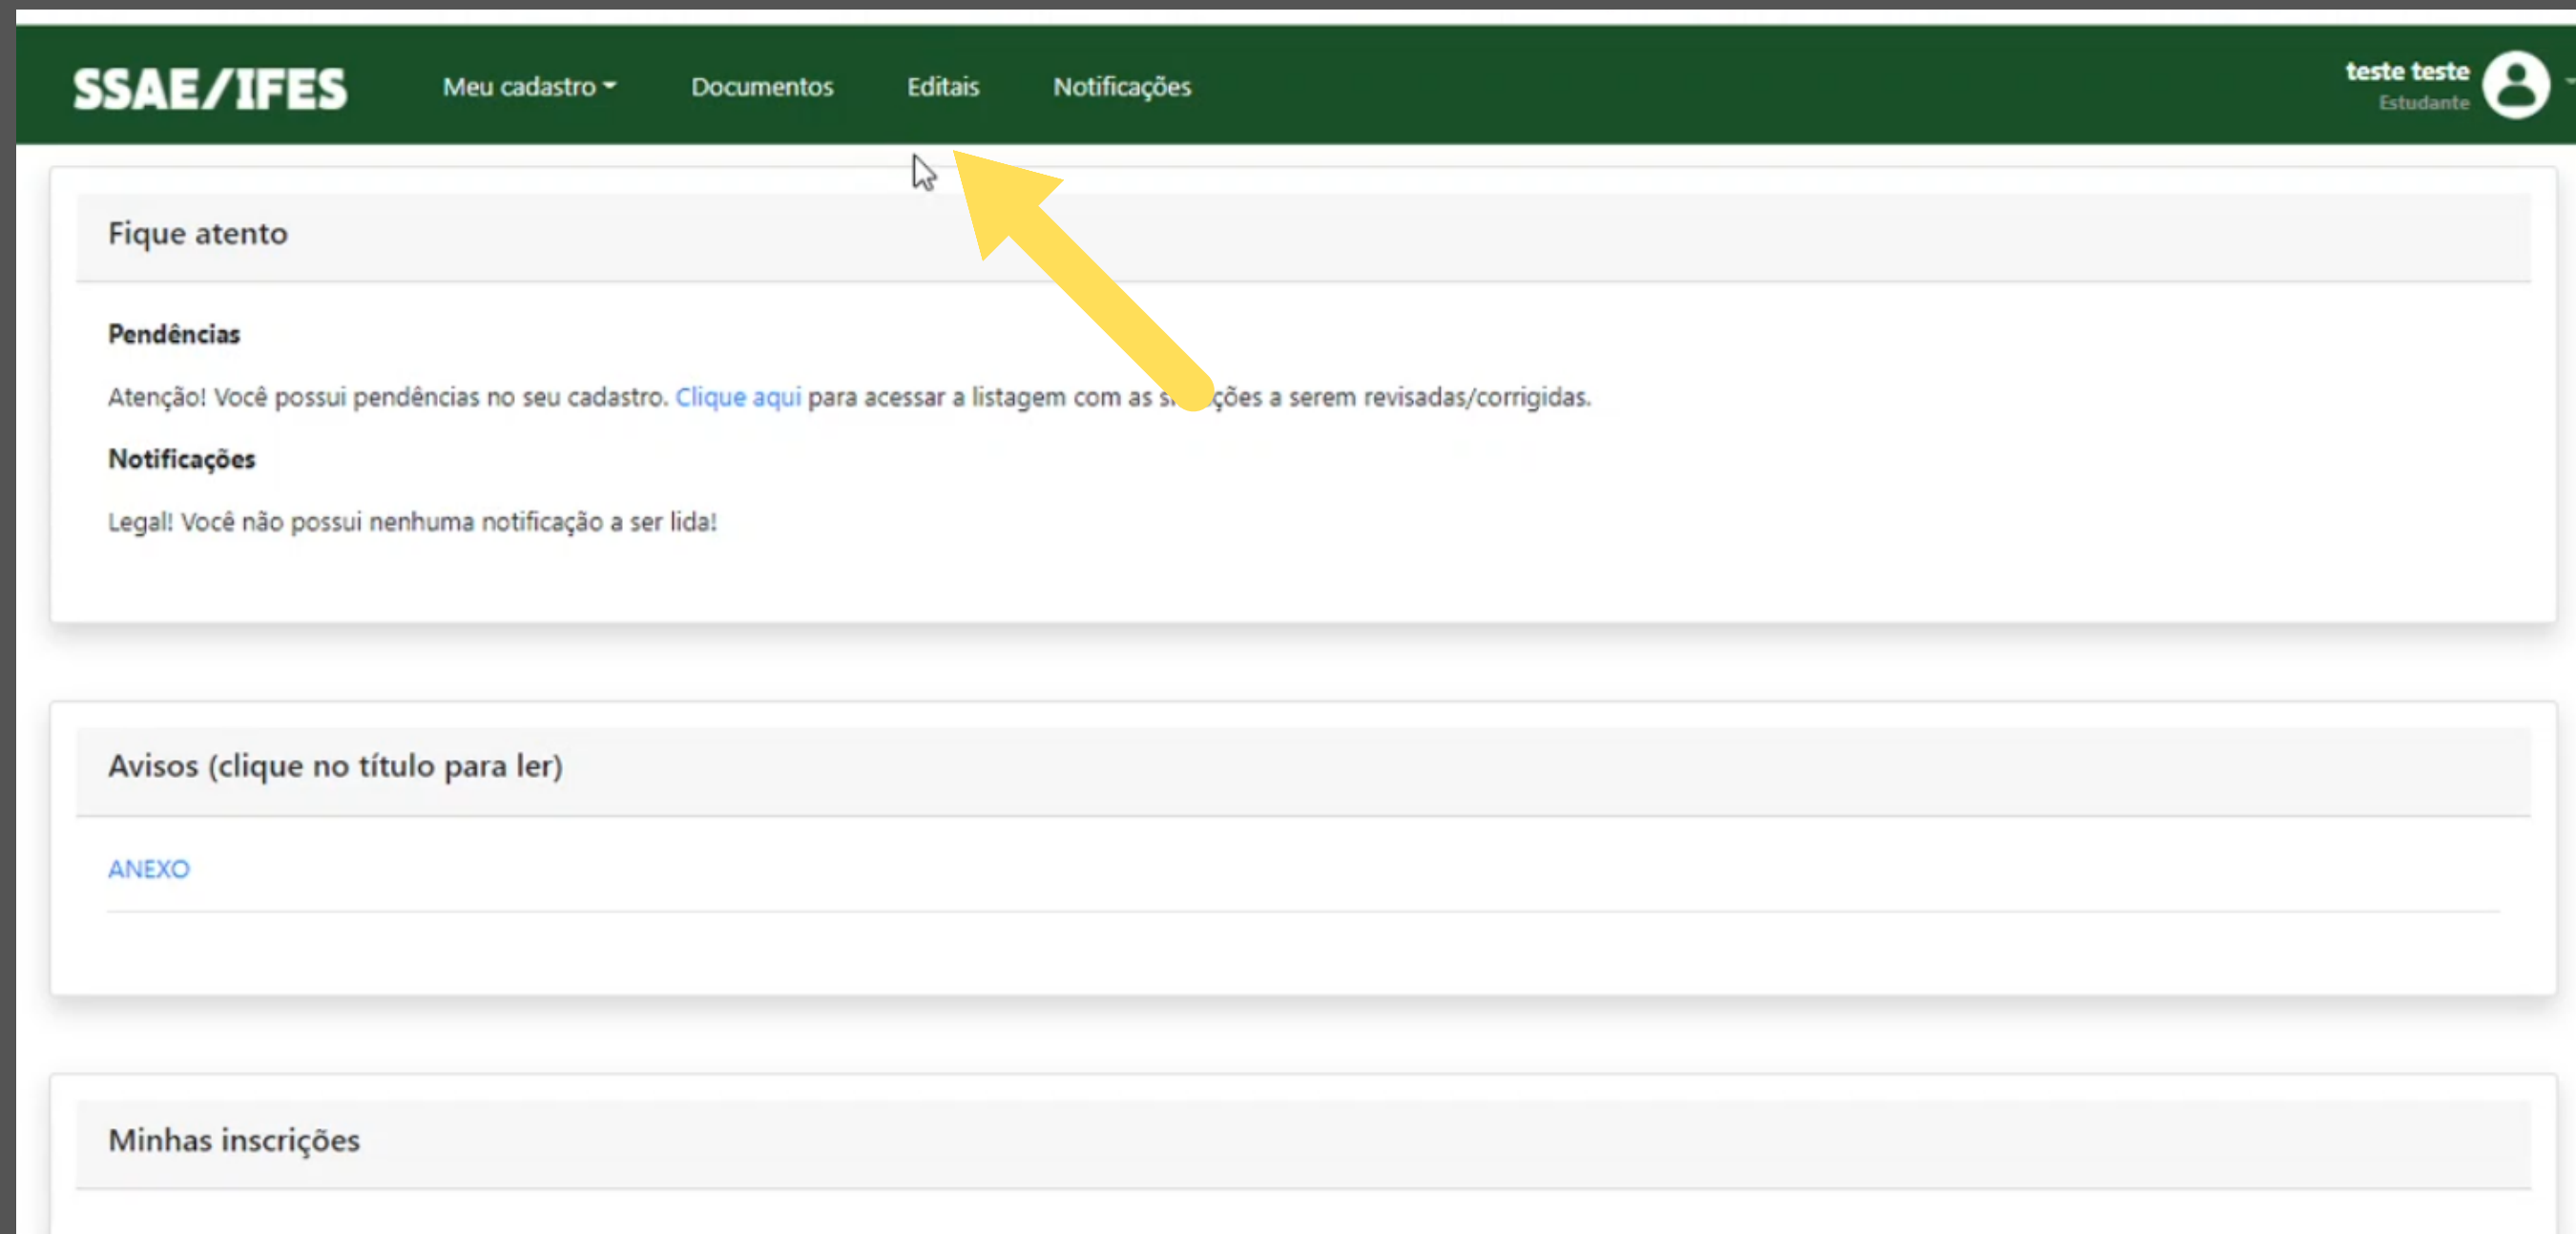 SSAE/IFES Meu cadastro Documentos Editais Notificações teste teste
Estudante
Fique atento
Pendências
Atenção! Você possui pendências no seu cadastro. Clique aqui para acessar a listagem com as a serem revisadas/corrigidas.
Notificações
Legal! Você não possui nenhuma notificação a ser lida!
Avisos (clique no título para ler)
ANEXO
Minhas inscrições